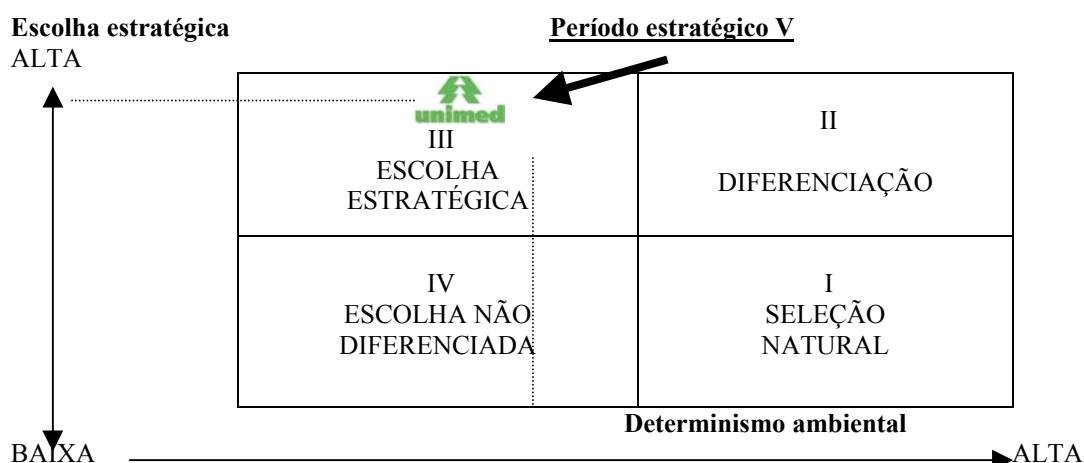 Escolha estratégica
Período estratégico V
ALTA
unimed
III
ESCOLHA
ESTRATÉGICA
II
DIFERENCIAÇÃO
IV
ESCOLHA NÃO
DIFERENCIADA
I
SELEÇÃO
NATURAL
Determinismo ambiental
BAIXA
ALTA